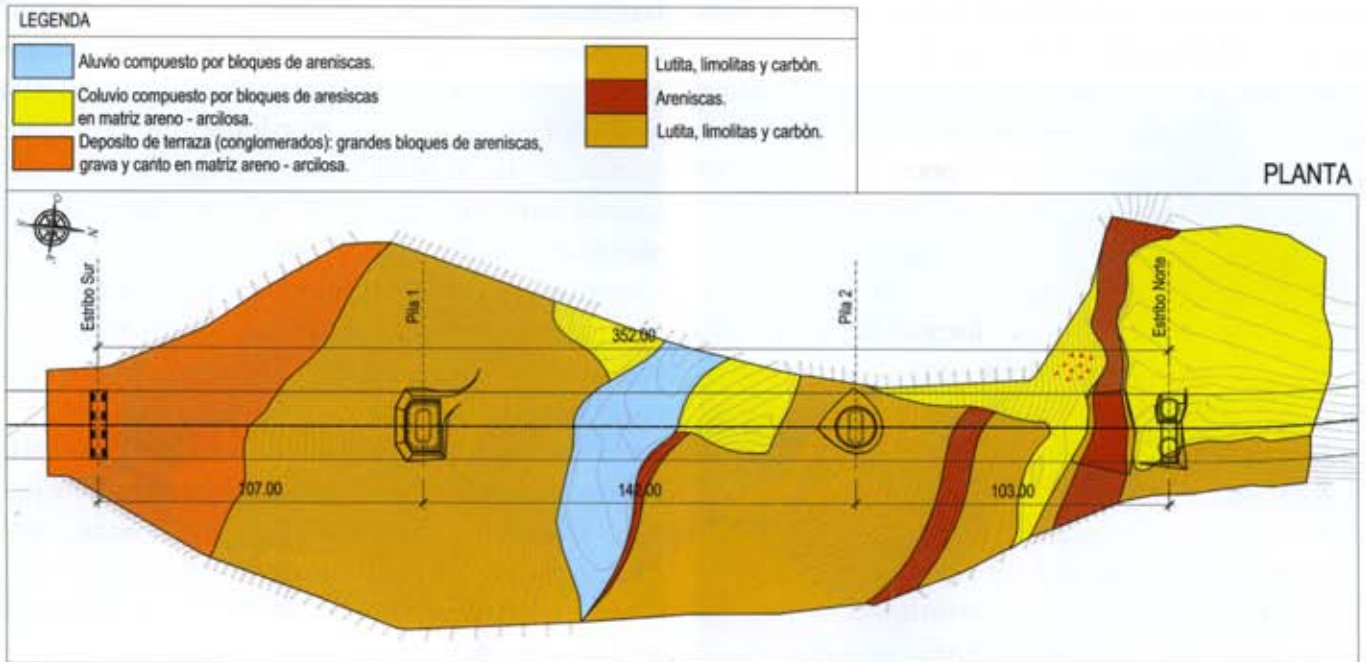 LEGENDA
Aluvio compuesto por bloques de areniscas.
Coluvio compuesto por bloques de aresiscas
en matriz areno - arcilosa.
Deposito de terraza (conglomerados): grandes bloques de areniscas,
grava y canto en matriz areno - arcilosa.
Lutita, limolitas y carbòn.
Areniscas.
Lutita, limolitas y carbòn.
PLANTA
N
Estribo Sur
Pila 1
Pila 2
Estribo Norte
352.00
107.00
142.00
103.00